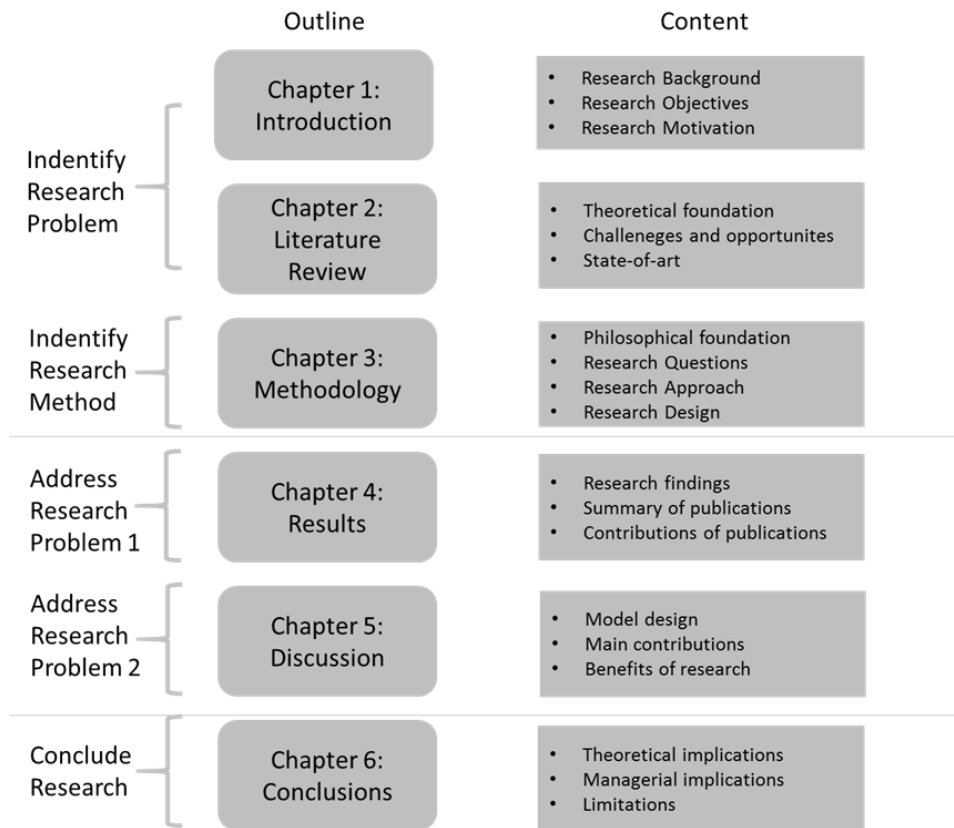 Outline
Content
Indentify
Research
Problem
Chapter 1:
Introduction
• Research Background
• Research Objectives
• Research Motivation
Chapter 2:
Literature
Review
• Theoretical foundation
• Challeneges and opportunites
• State-of-art
Indentify
Research
Method
Chapter 3:
Methodology
• Philosophical foundation
• Research Questions
• Research Approach
• Research Design
Address
Research
Problem 1
Chapter 4:
Results
• Research findings
• Summary of publications
• Contributions of publications
Address
Research
Problem 2
Chapter 5:
Discussion
• Model design
• Main contributions
• Benefits of research
Conclude
Research
Chapter 6:
Conclusions
• Theoretical implications
• Managerial implications
• Limitations